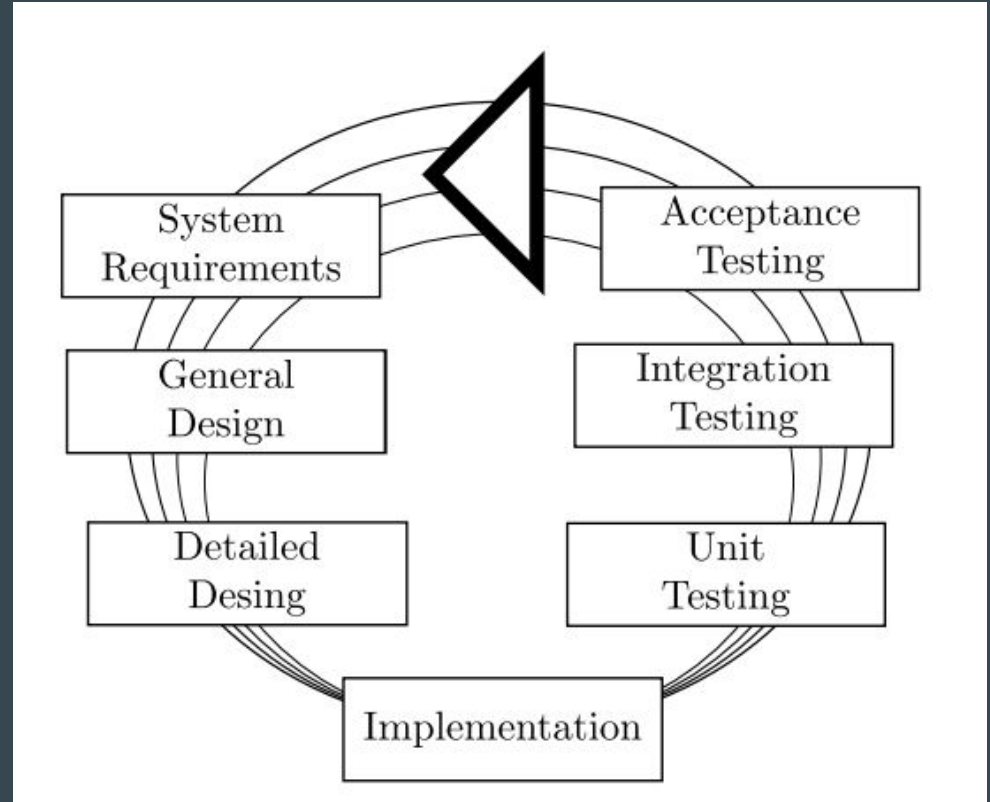 System
Requirements
Acceptance
Testing
General
Design
Integration
Testing
Detailed
Desing
Unit
Testing
Implementation